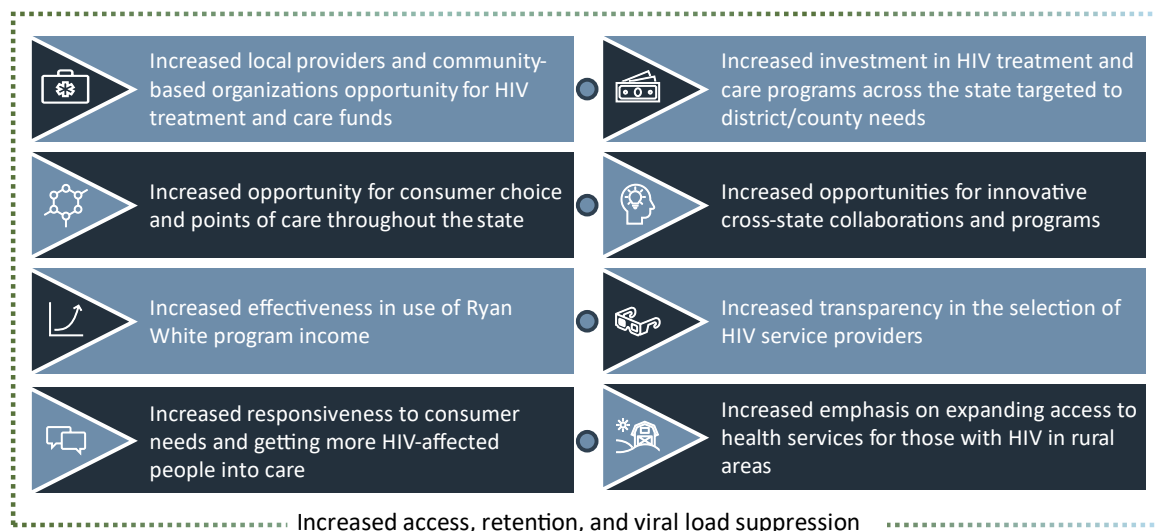 Increased local providers and community-
based organizations opportunity for HIV
treatment and care funds
Increased investment in HIV treatment and
care programs across the state targeted to
district/county needs
Increased opportunity for consumer choice
and points of care throughout the state
Increased opportunities for innovative
cross-state collaborations and programs
Increased effectiveness in use of Ryan
White program income
Increased transparency in the selection of
HIV service providers
Increased responsiveness to consumer
needs and getting more HIV-affected
people into care
Increased emphasis on expanding access to
health services for those with HIV in rural
areas
Increased access, retention, and viral load suppression